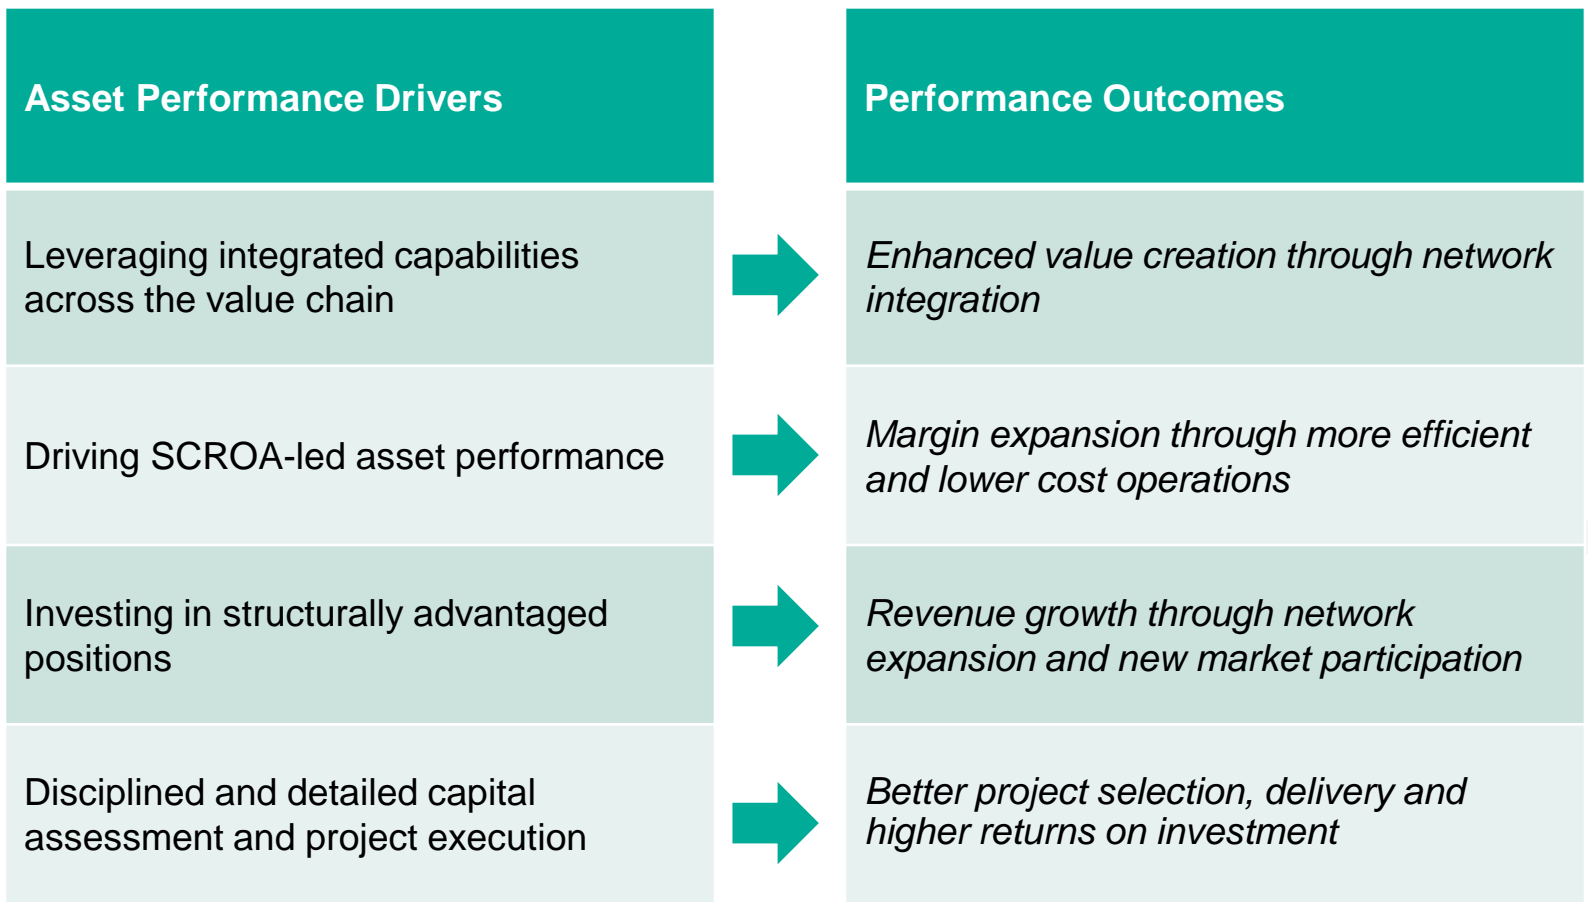 Asset Performance Drivers
Performance Outcomes
Leveraging integrated capabilities
across the value chain
Enhanced value creation through network
integration
Driving SCROA-led asset performance
Margin expansion through more efficient
and lower cost operations
Investing in structurally advantaged
positions
Revenue growth through network
expansion and new market participation
Disciplined and detailed capital
assessment and project execution
Better project selection, delivery and
higher returns on investment